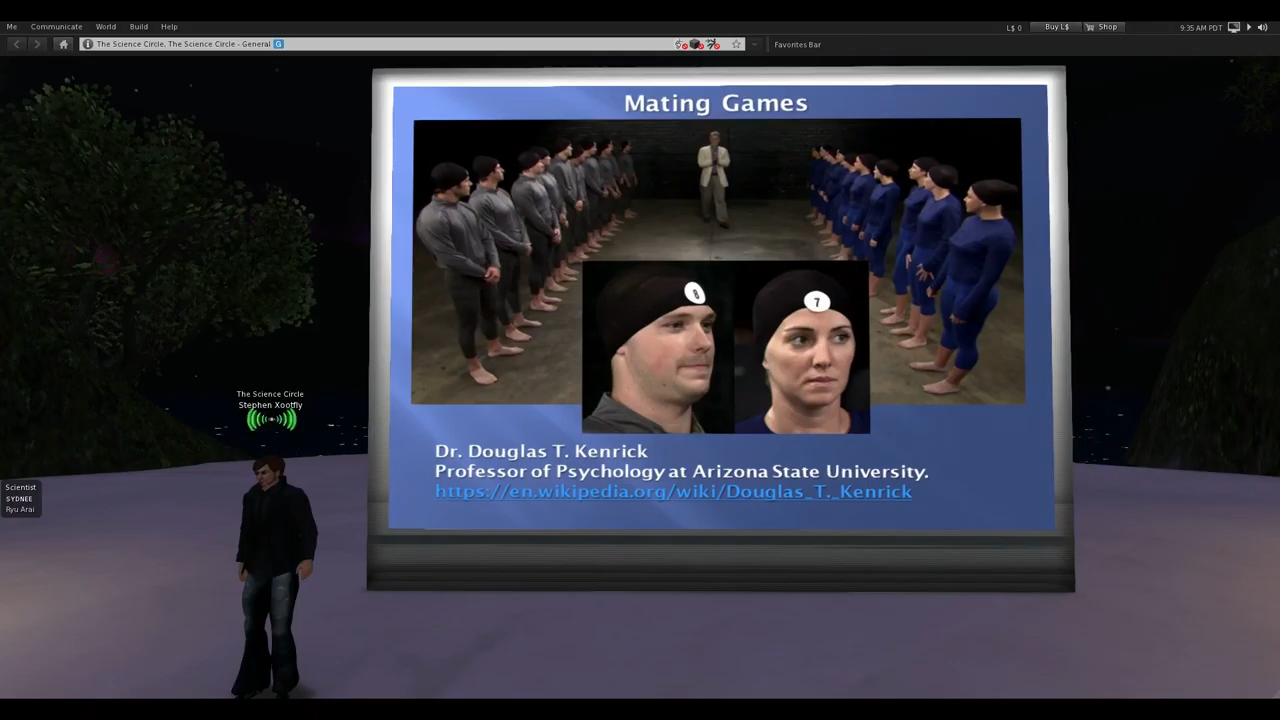 Me Communicate World Build Help
L$ 0 Buy L$ Shop 9:35 AM PDT
The Science Circle, The Science Circle - General G
Favorites Bar
Mating Games
8
7
The Science Circle
Stephen Xootfly
Dr. Douglas T. Kenrick
Professor of Psychology at Arizona State University.
https://en.wikipedia.org/wiki/Douglas_T._Kenrick
Scientist
SYDNEE
Ryu Arai